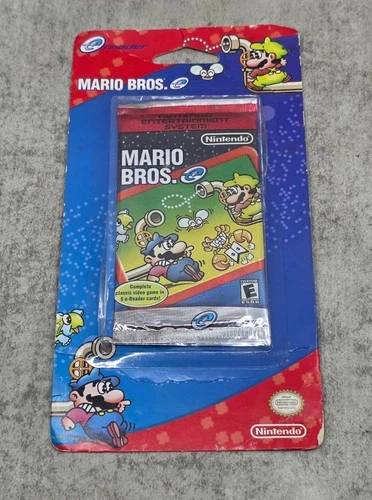 e-reader
MARIO BROS. e
NINTENDO
ENTERTAINMENT
SYSTEM
Nintendo
MARIO
BROS. e
Complete
classic video game in
5 e-Reader cards!
E
e
Nintendo